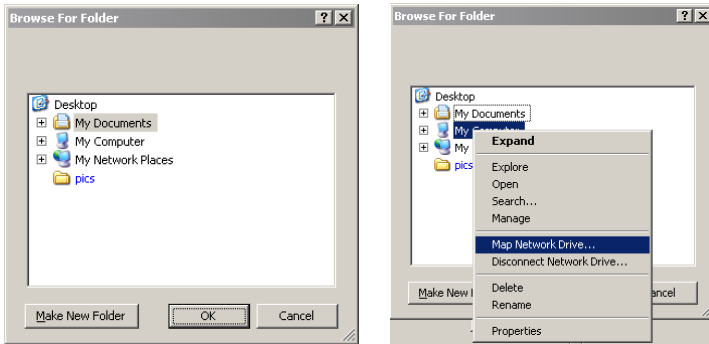 Browse For Folder
Desktop
My Documents
My Computer
My Network Places
pics
Make New Folder
OK
Cancel
Browse For Folder
Desktop
My Documents
My Computer
My
pics
Expand
Explore
Open
Search...
Manage
Map Network Drive...
Disconnect Network Drive...
Delete
Rename
Properties
Make New